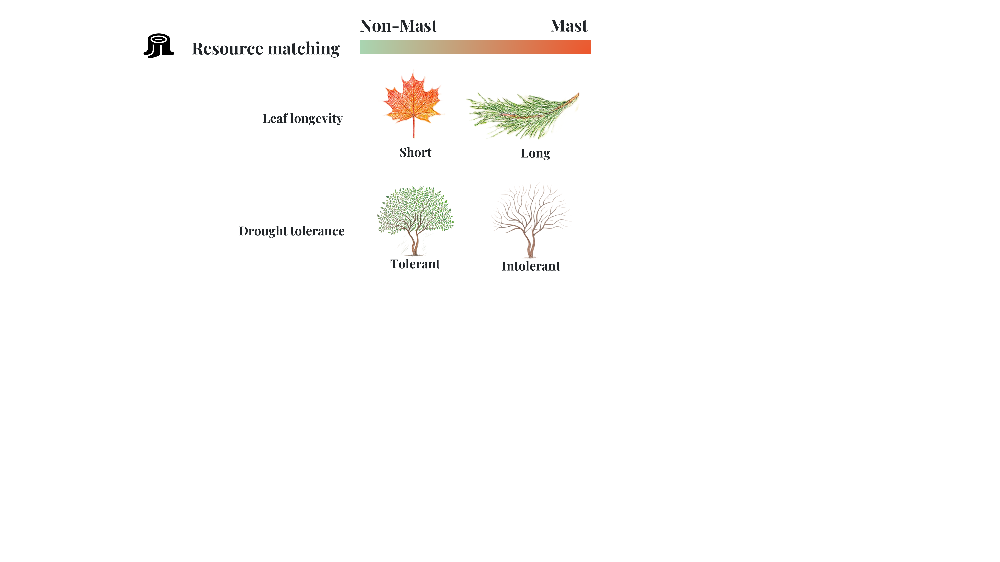 Non-Mast
Mast
Resource matching
Leaf longevity
Short
Long
Drought tolerance
Tolerant
Intolerant